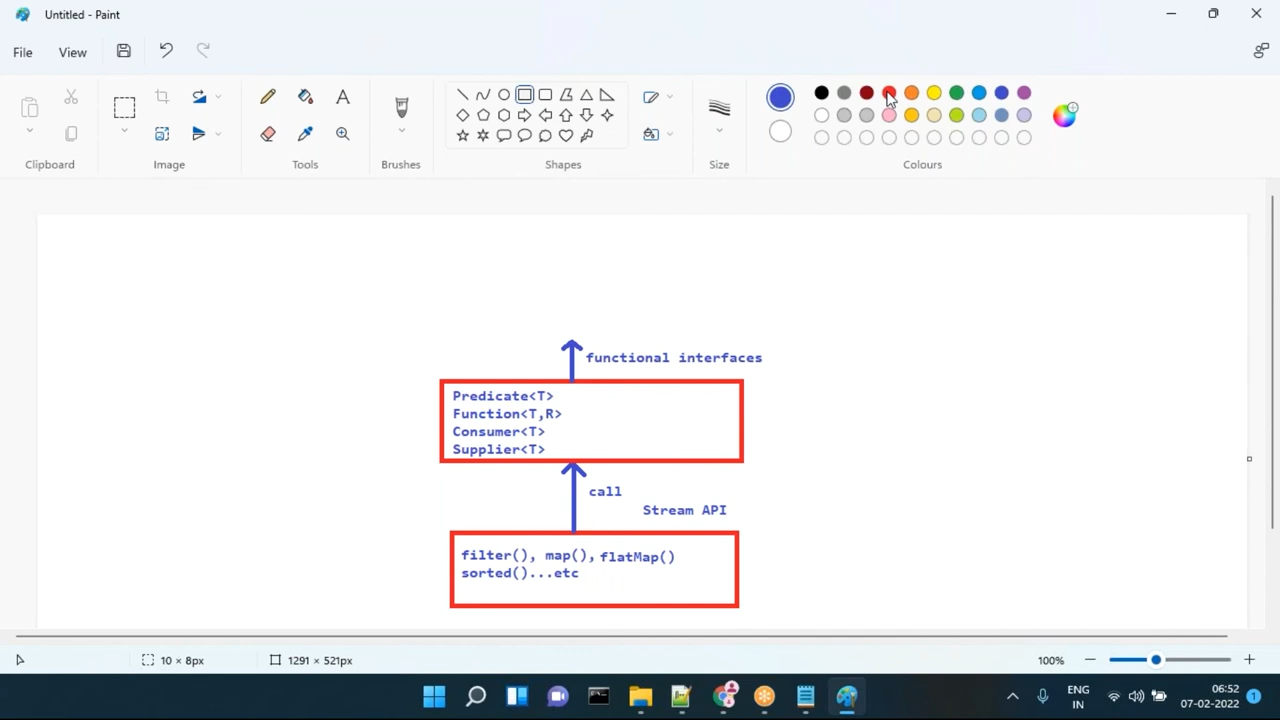 Untitled - Paint
File View
Clipboard Image Tools Brushes Shapes Size Colours
functional interfaces
Predicate<T>
Function<T,R>
Consumer<T>
Supplier<T>
call
Stream API
filter(), map(), flatMap()
sorted()...etc
10 × 8px 1291 × 521px 100%
ENG
IN
06:52
07-02-2022
1